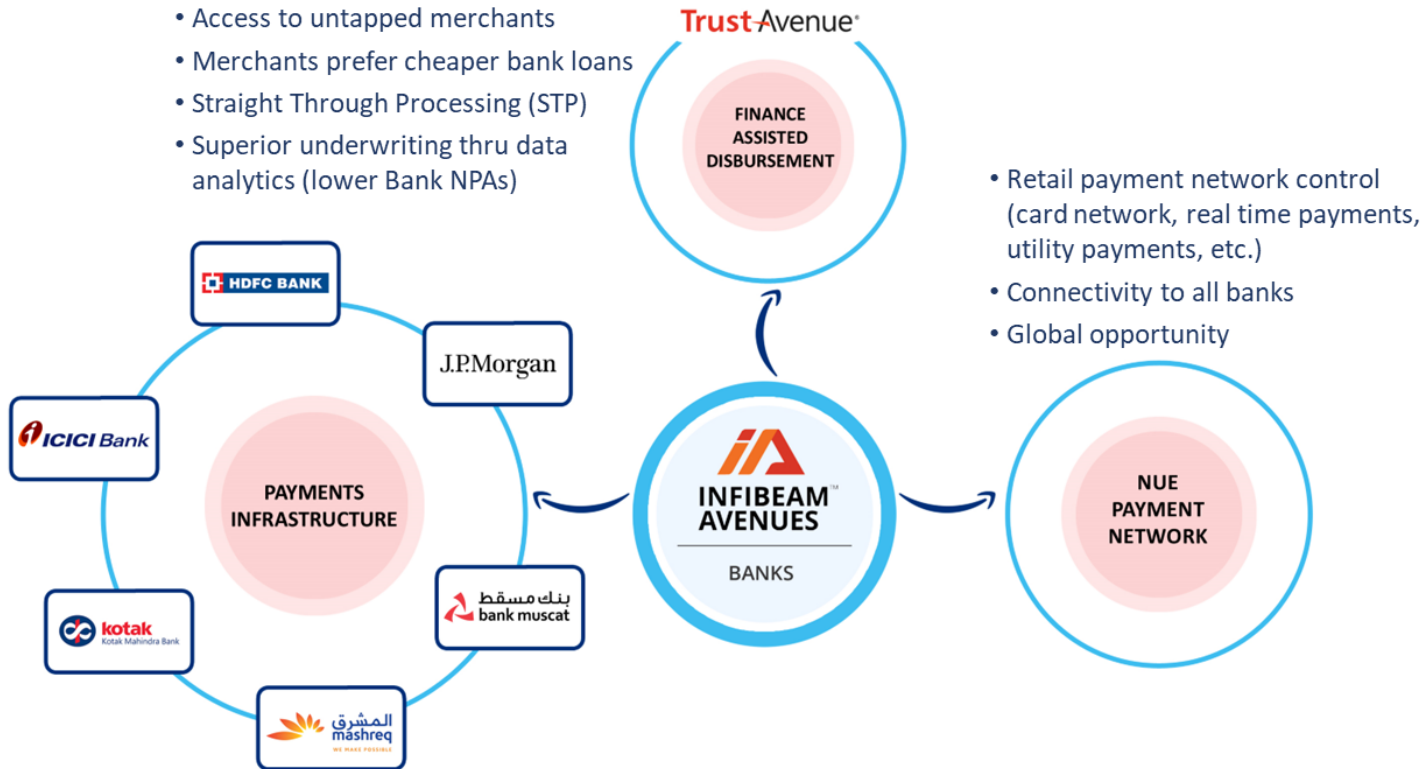 • Access to untapped merchants
• Merchants prefer cheaper bank loans
• Straight Through Processing (STP)
• Superior underwriting thru data
analytics (lower Bank NPAs)
Trust-Avenue®
FINANCE
ASSISTED
DISBURSEMENT
• Retail payment network control
(card network, real time payments,
utility payments, etc.)
• Connectivity to all banks
• Global opportunity
HDFC BANK
J.P.Morgan
ICICI Bank
PAYMENTS
INFRASTRUCTURE
kotak
Kotak Mahindra Bank
بنك مسقط
bank muscat
المشرق
mashreq
WE MAKE POSSIBLE
INFIBEAM™
AVENUES
BANKS
NUE
PAYMENT
NETWORK